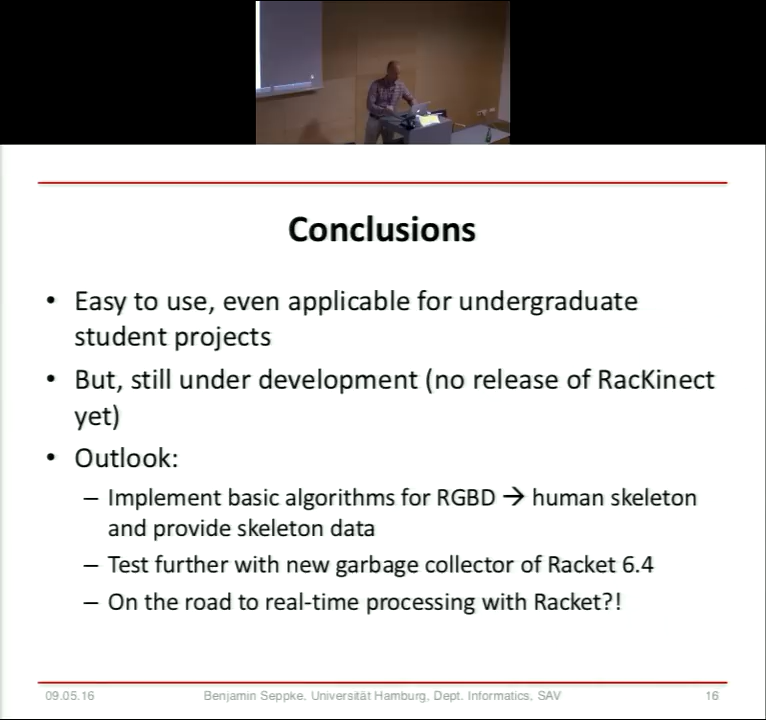 Conclusions
• Easy to use, even applicable for undergraduate
student projects
• But, still under development (no release of RacKinect
yet)
• Outlook:
– Implement basic algorithms for RGBD → human skeleton
and provide skeleton data
– Test further with new garbage collector of Racket 6.4
– On the road to real-time processing with Racket?!
09.05.16 Benjamin Seppke, Universität Hamburg, Dept. Informatics, SAV 16